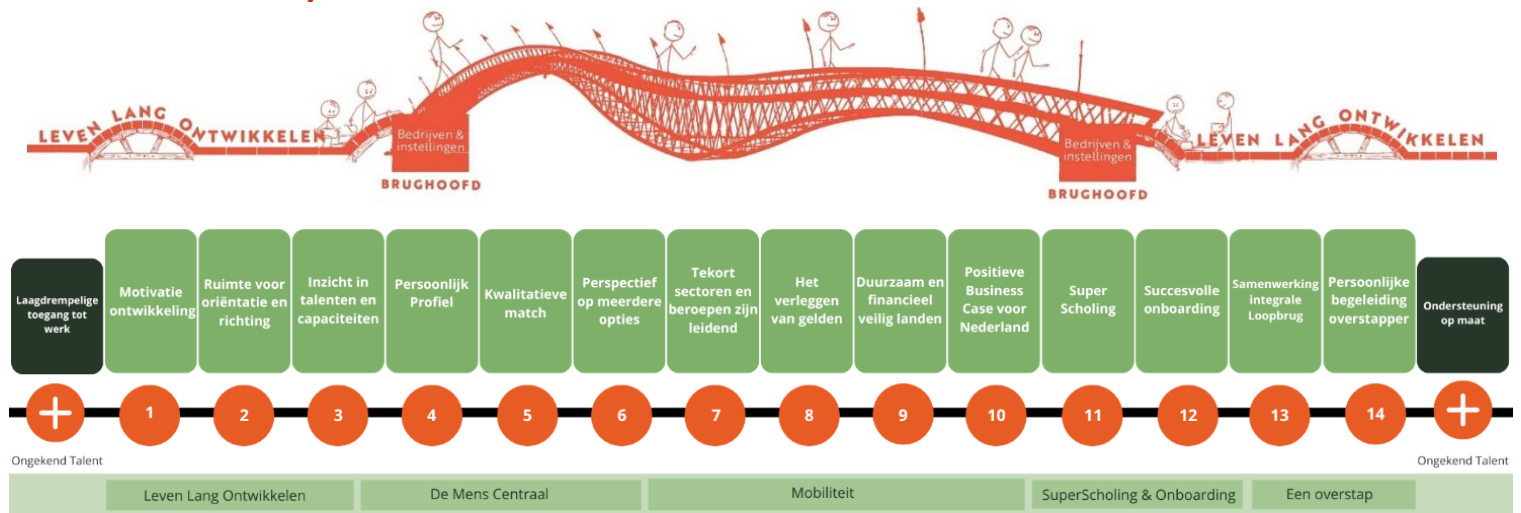 LEVEN LANG ONTWIKKELEN
Bedrijven &
instellingen
BRUGHOOFD
Bedrijven &
instellingen
BRUGHOOFD
LEVEN LANG ONTWIKKELEN
Laagdrempelige
toegang tot
werk
Motivatie
ontwikkeling
Ruimte voor
oriëntatie en
richting
Inzicht in
talenten en
capaciteiten
Persoonlijk
Profiel
Kwalitatieve
match
Perspectief
op meerdere
opties
Tekort
sectoren en
beroepen zijn
leidend
Het
verleggen
van gelden
Duurzaam en
financieel
veilig landen
Positieve
Business
Case voor
Nederland
Super
Scholing
Succesvolle
onboarding
Samenwerking
integrale
Loopbrug
Persoonlijke
begeleiding
overstapper
Ondersteuning
op maat
+ 1 2 3 4 5 6 7 8 9 10 11 12 13 14 +
Ongekend Talent
Ongekend Talent
Leven Lang Ontwikkelen
De Mens Centraal
Mobiliteit
SuperScholing & Onboarding
Een overstap